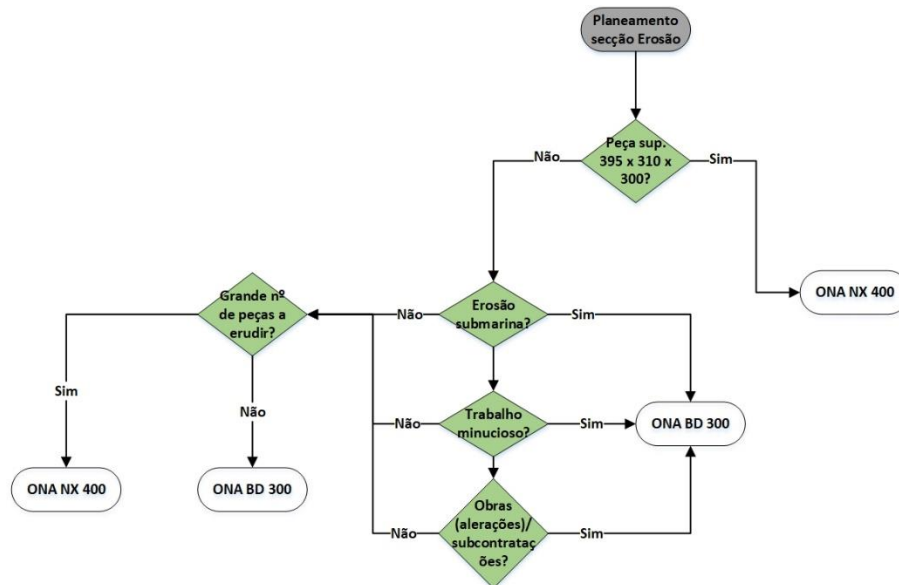 Planeamento
secção Erosão
Peça sup.
395 x 310 x
300?
Não
Sim
ONA NX 400
Grande nº
de peças a
erudir?
Não
Erosão
submarina?
Sim
Sim
Não
Não
Trabalho
minucioso?
Sim
ONA BD 300
ONA NX 400
ONA BD 300
Não
Obras
(alerações)/
subcontrataç
ões?
Sim